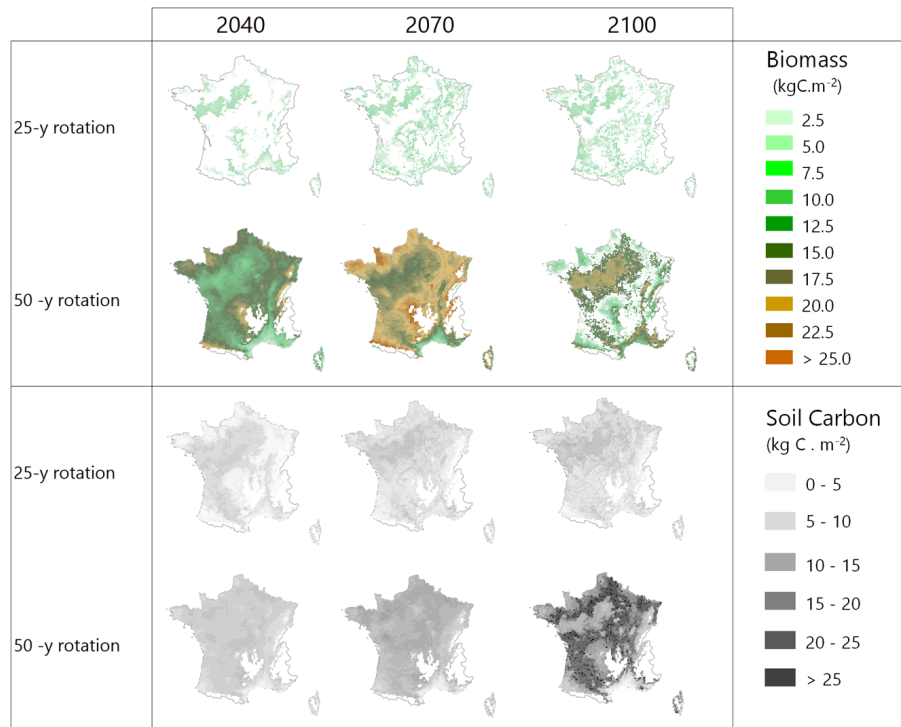 2040 2070 2100
Biomass
(kgC.m-2)
25-y rotation
2.5
5.0
7.5
10.0
12.5
15.0
17.5
20.0
22.5
> 25.0
50 -y rotation
Soil Carbon
(kg C . m-2)
25-y rotation
0 - 5
5 - 10
10 - 15
15 - 20
20 - 25
> 25
50 -y rotation